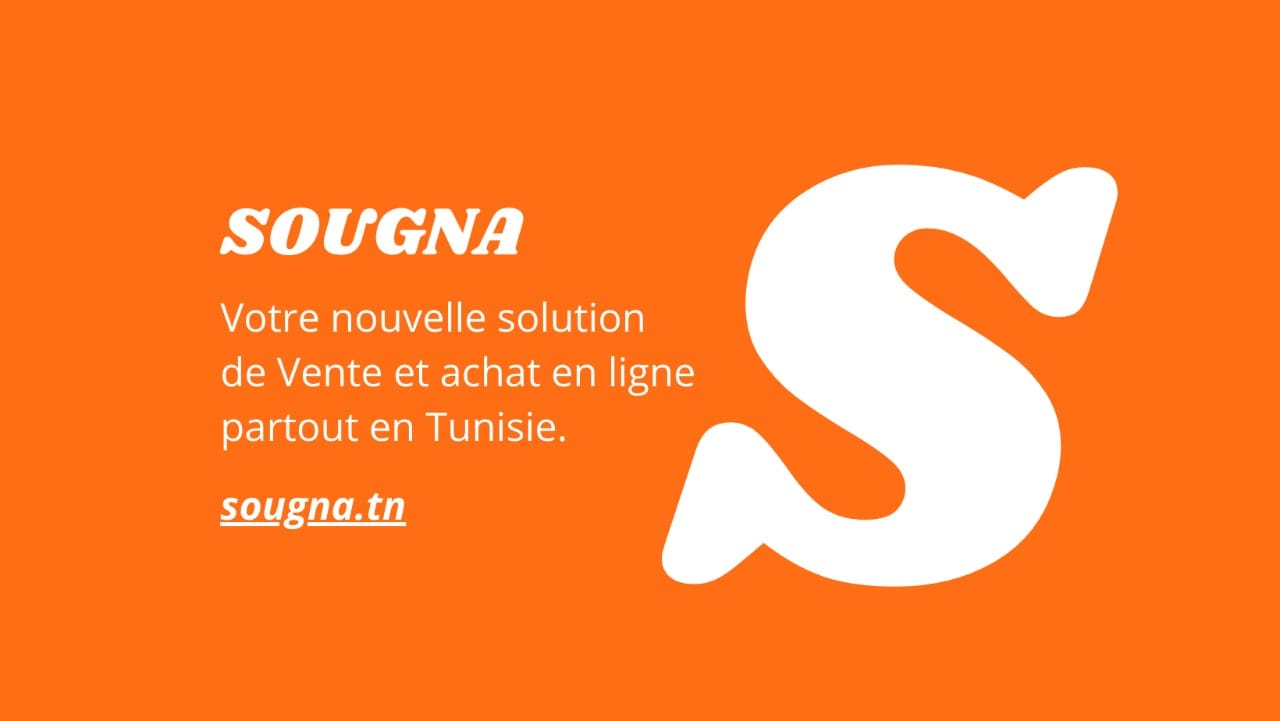 SOUGNA
Votre nouvelle solution
de Vente et achat en ligne
partout en Tunisie.
sougna.tn
S